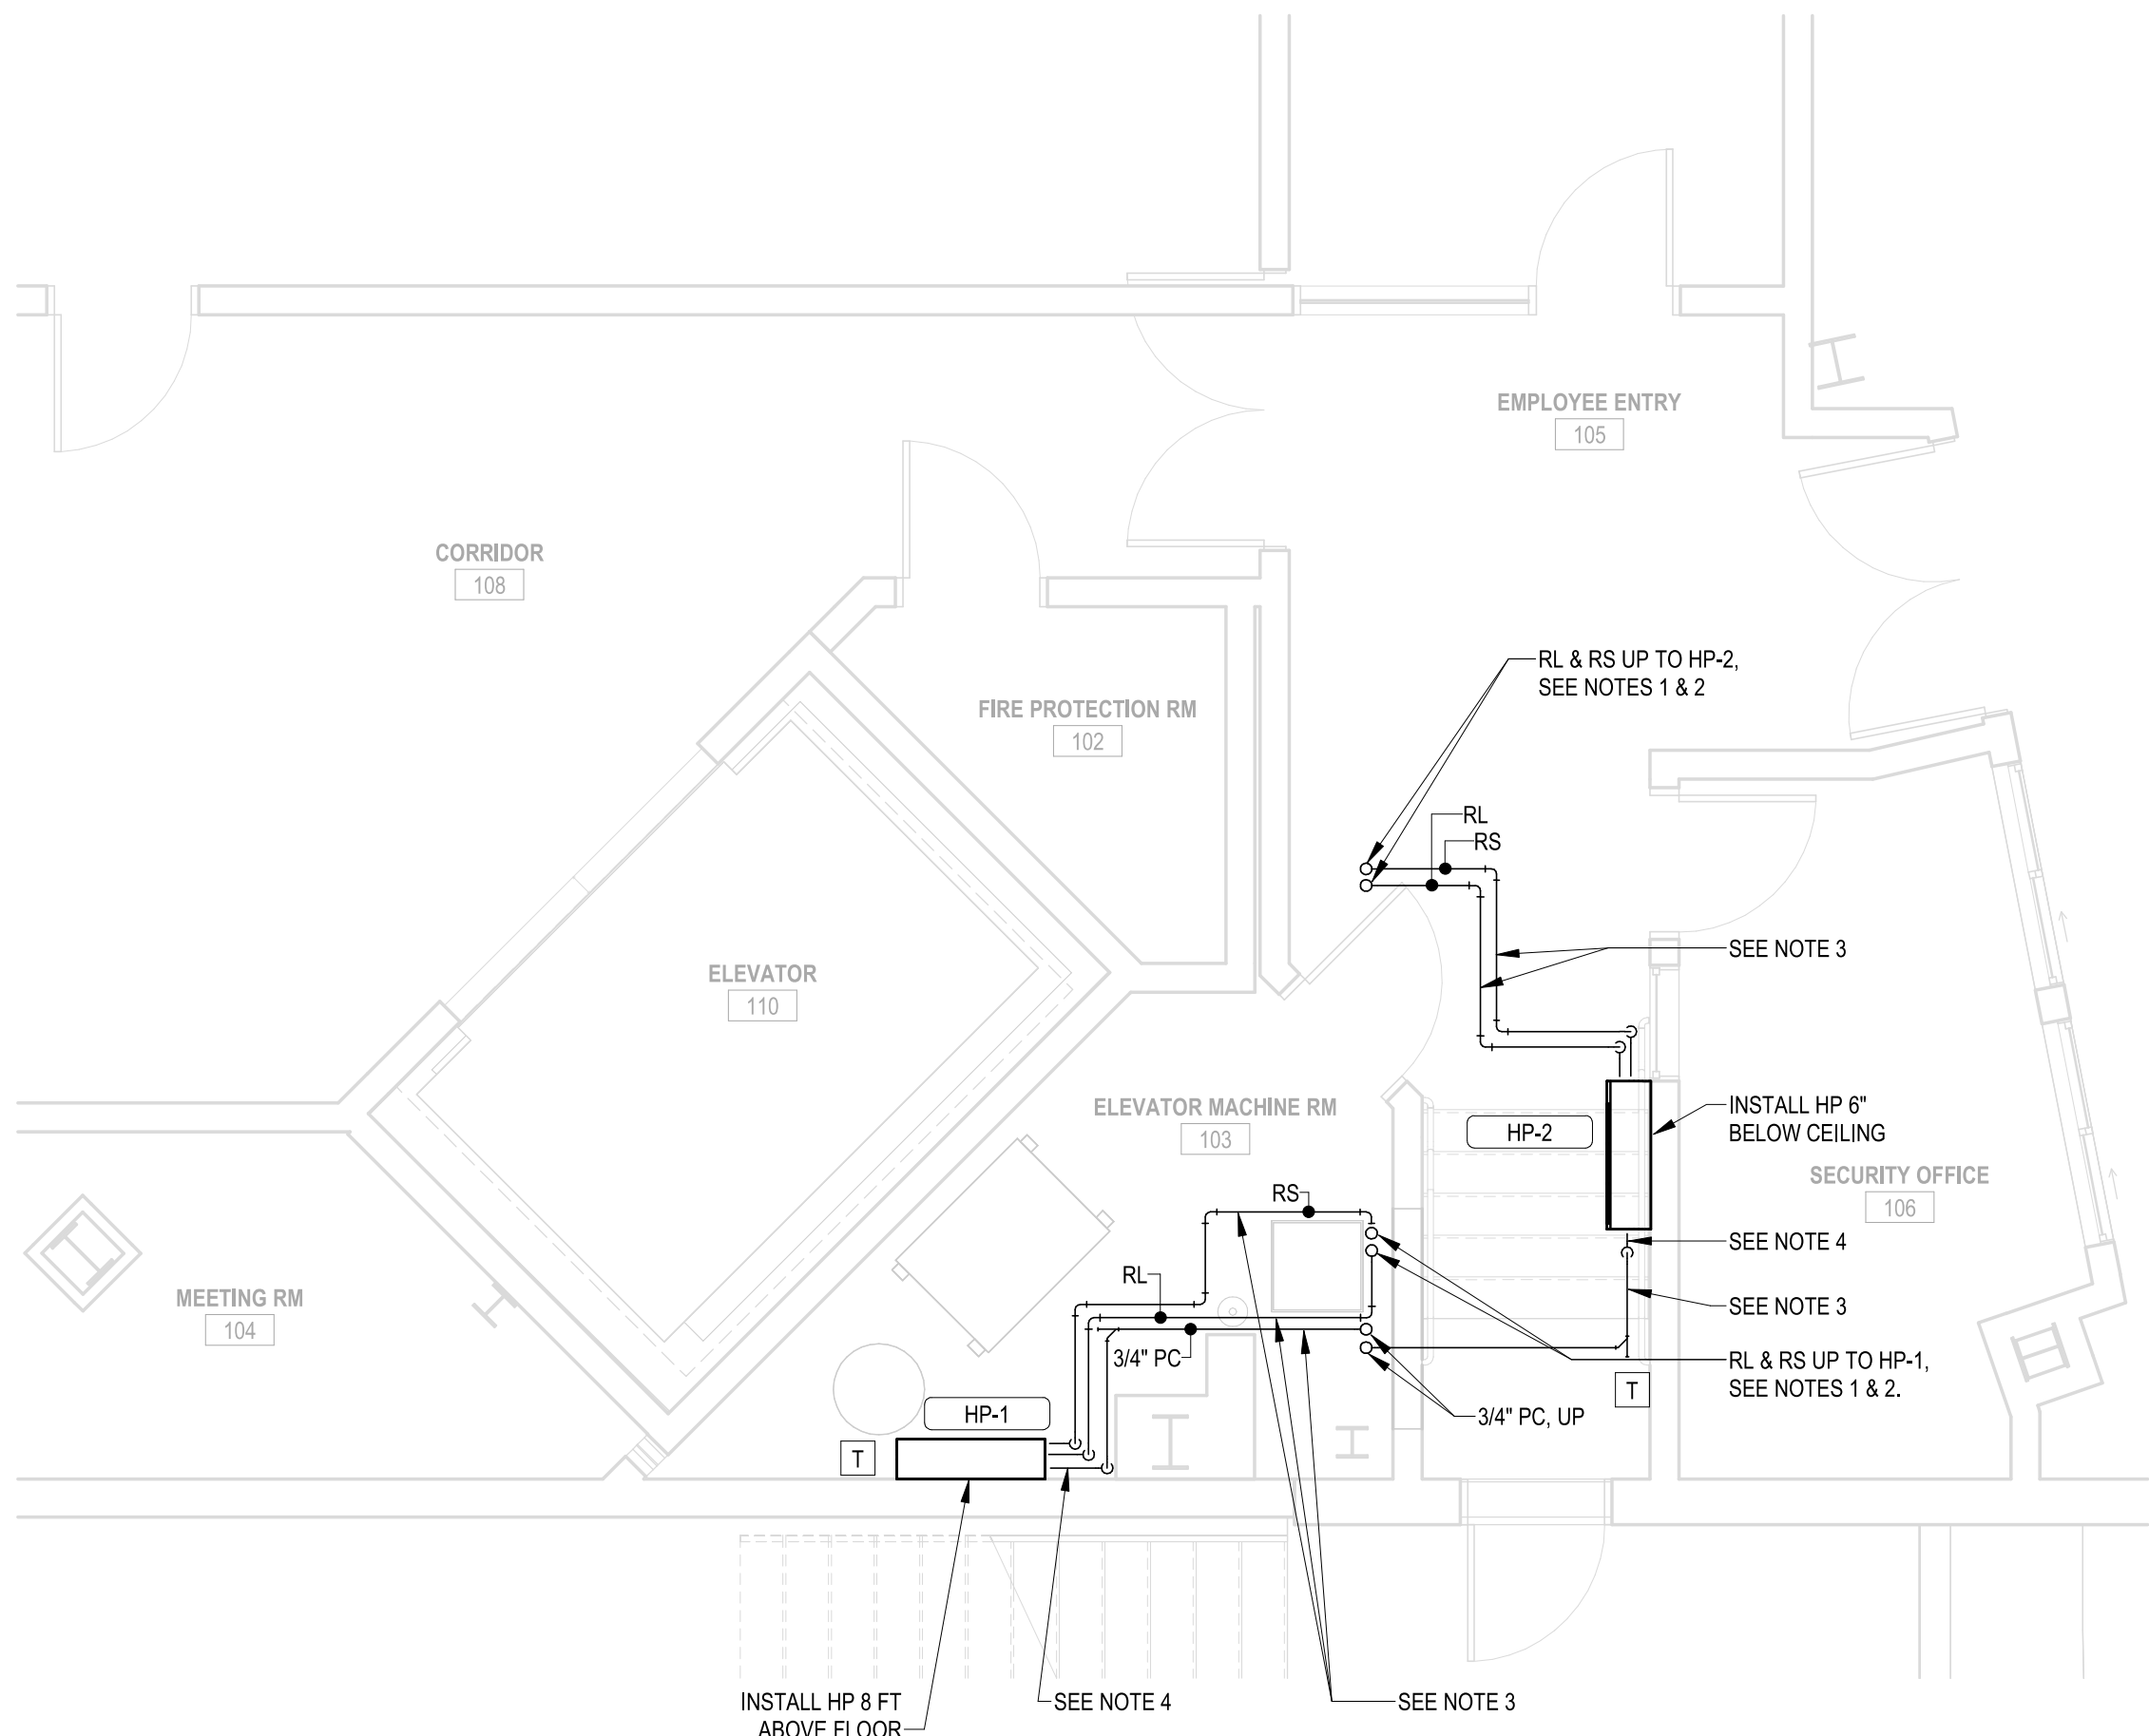 EMPLOYEE ENTRY
105
CORRIDOR
108
RL & RS UP TO HP-2,
SEE NOTES 1 & 2
FIRE PROTECTION RM
102
RL
RS
SEE NOTE 3
ELEVATOR
110
ELEVATOR MACHINE RM
103
HP-2
INSTALL HP 6"
BELOW CEILING
SECURITY OFFICE
106
RS
SEE NOTE 4
RL
MEETING RM
104
SEE NOTE 3
3/4" PC
RL & RS UP TO HP-1,
SEE NOTES 1 & 2.
T
HP-1
3/4" PC, UP
T
INSTALL HP 8 FT
ABOVE FLOOR
SEE NOTE 4
SEE NOTE 3